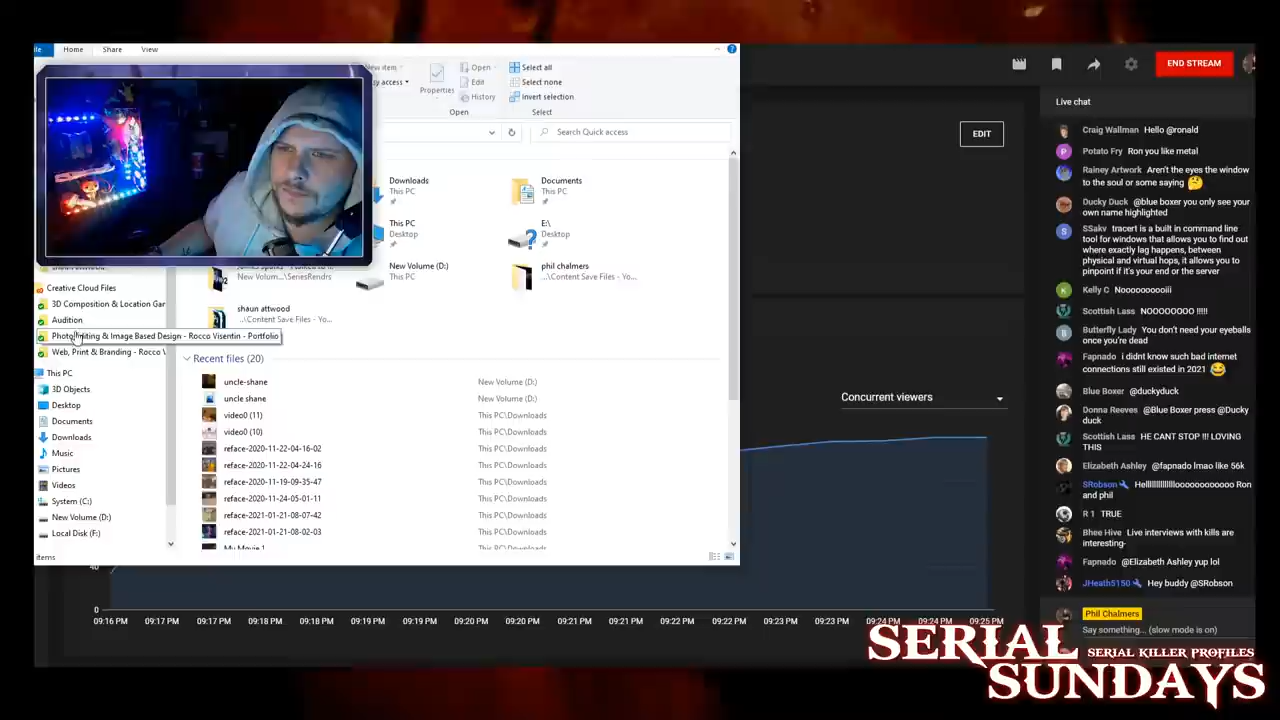 Home Share View
New item
Open
Select all
easy access
Edit
Select none
Properties
History
Invert selection
Open
Select
Search Quick access
Downloads
This PC
Documents
This PC
This PC
Desktop
E:\
Desktop
New Volume (D:)
phil chalmers
New Volum...\SeriesRendrs
...\Content Save Files - Yo...
shaun attwood
...\Content Save Files - Yo...
Creative Cloud Files
3D Composition & Location Gar
Audition
Photo Editing & Image Based Design - Rocco Visentin - Portfolio
Web, Print & Branding - Rocco V
This PC
3D Objects
Desktop
Documents
Downloads
Music
Pictures
Videos
System (C:)
New Volume (D:)
Local Disk (F:)
items
Recent files (20)
uncle-shane New Volume (D:)
uncle shane New Volume (D:)
video0 (11) This PC\Downloads
video0 (10) This PC\Downloads
reface-2020-11-22-04-16-02 This PC\Downloads
reface-2020-11-22-04-24-16 This PC\Downloads
reface-2020-11-19-09-35-47 This PC\Downloads
reface-2020-11-24-05-01-11 This PC\Downloads
reface-2021-01-21-08-07-42 This PC\Downloads
reface-2021-01-21-08-02-03 This PC\Downloads
My Movie 1 This PC\Downloads
END STREAM
EDIT
Concurrent viewers
40
0
09:16 PM 09:17 PM 09:17 PM 09:18 PM 09:18 PM 09:19 PM 09:19 PM 09:20 PM 09:20 PM 09:21 PM 09:21 PM 09:22 PM 09:22 PM 09:23 PM 09:23 PM 09:24 PM 09:24 PM 09:25 PM
Live chat
Craig Wallman Hello @ronald
Potato Fry Ron you like metal
Rainey Artwork Aren't the eyes the window
to the soul or some saying 🤔
Ducky Duck @blue boxer you only see your
own name highlighted
SSakv tracert is a built in command line
tool for windows that allows you to find out
where exactly lag happens, between
physical and virtual hops, it allows you to
pinpoint if it's your end or the server
Kelly C Nooooooooiii
Scottish Lass NOOOOOOO !!!!!
Butterfly Lady You don't need your eyeballs
once you're dead
Fapnado i didnt know such bad internet
connections still existed in 2021 😂
Blue Boxer @duckyduck
Donna Reeves @Blue Boxer press @Ducky
duck
Scottish Lass HE CANT STOP !!! LOVING
THIS
Elizabeth Ashley @fapnado lmao like 56k
SRobson Hellllllllllllloooooooooooo Ron
and phil
R 1 TRUE
Bhee Hive Live interviews with kills are
interesting-
Fapnado @Elizabeth Ashley yup lol
JHeath5150 Hey buddy @SRobson
Phil Chalmers
Say something... (slow mode is on)
SERIAL
SERIAL KILLER PROFILES
SUNDAYS